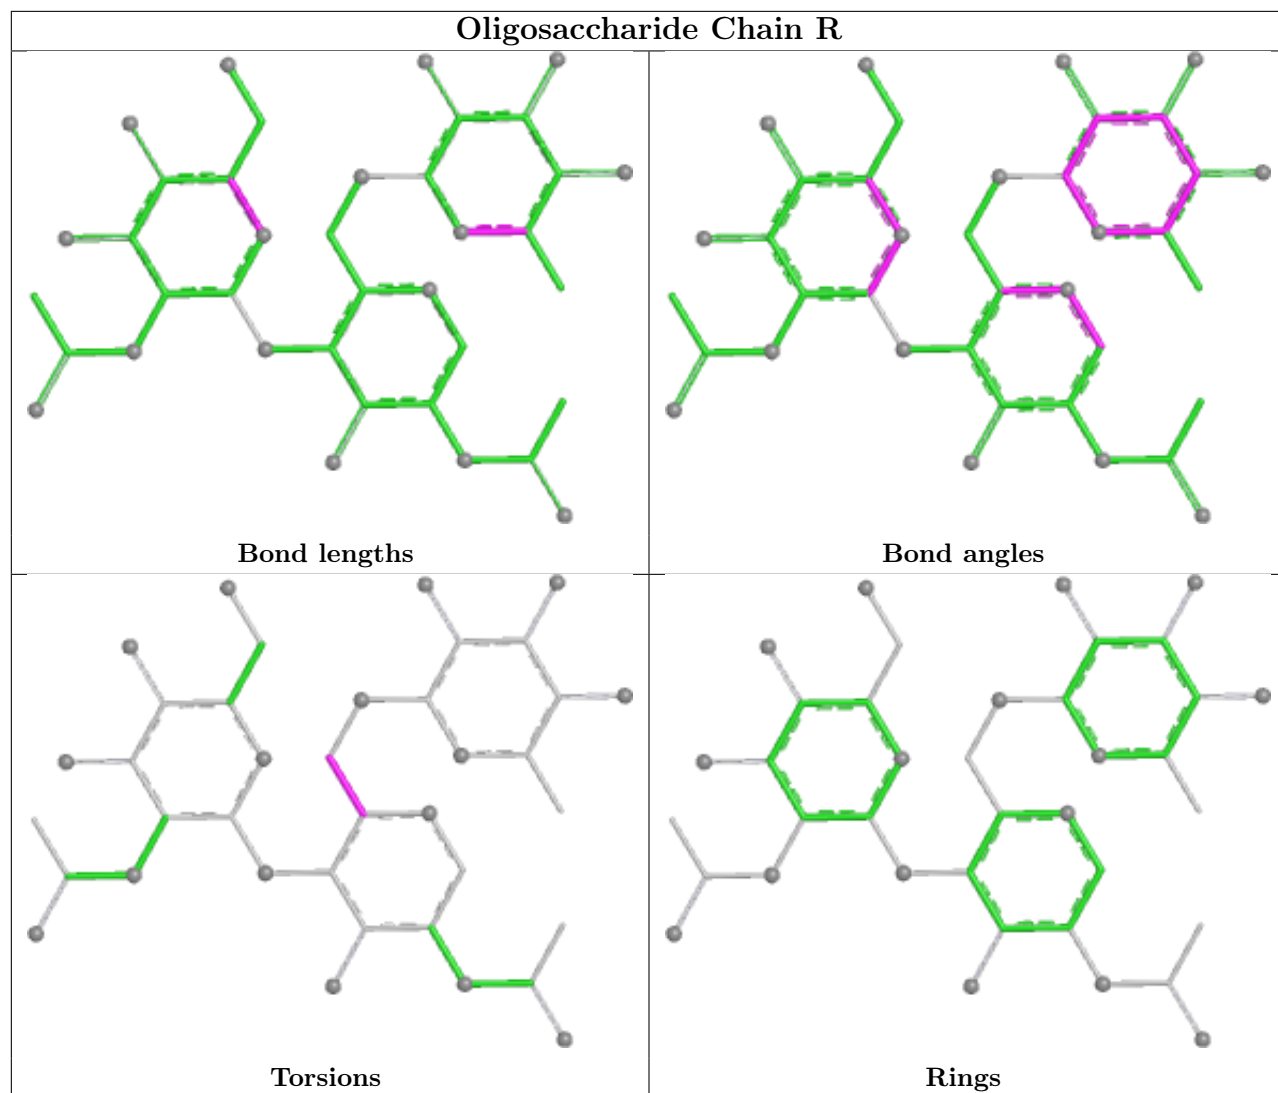 Oligosaccharide Chain R
Bond lengths
Bond angles
Torsions
Rings